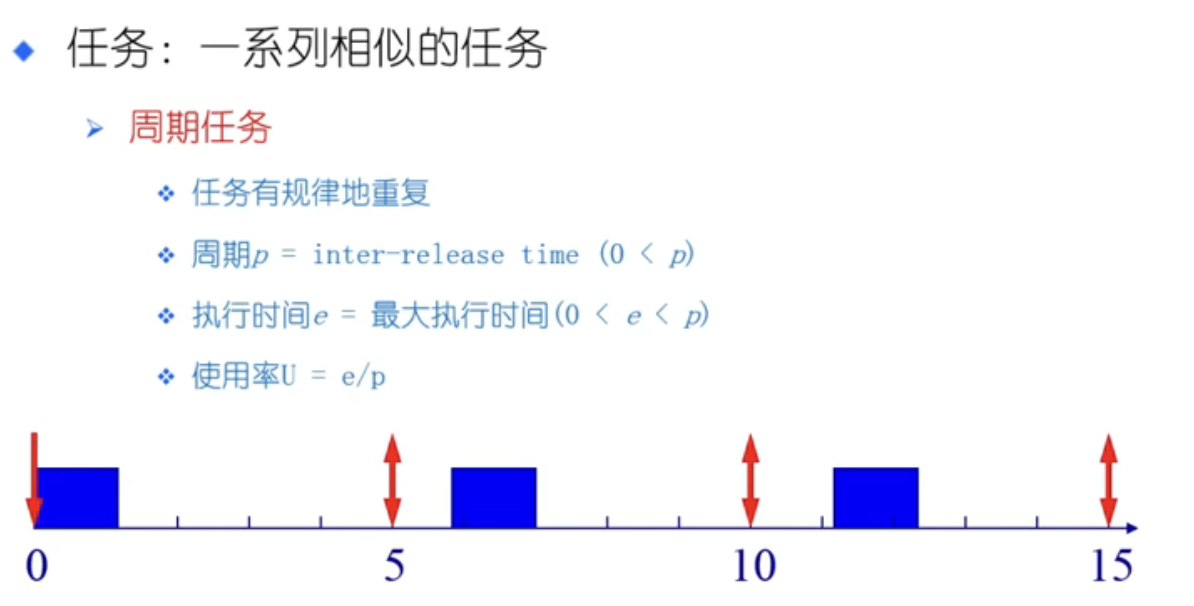 任务：一系列相似的任务
周期任务
任务有规律地重复
周期p = inter-release time (0 < p)
执行时间e = 最大执行时间(0 < e < p)
使用率U = e/p
0 5 10 15